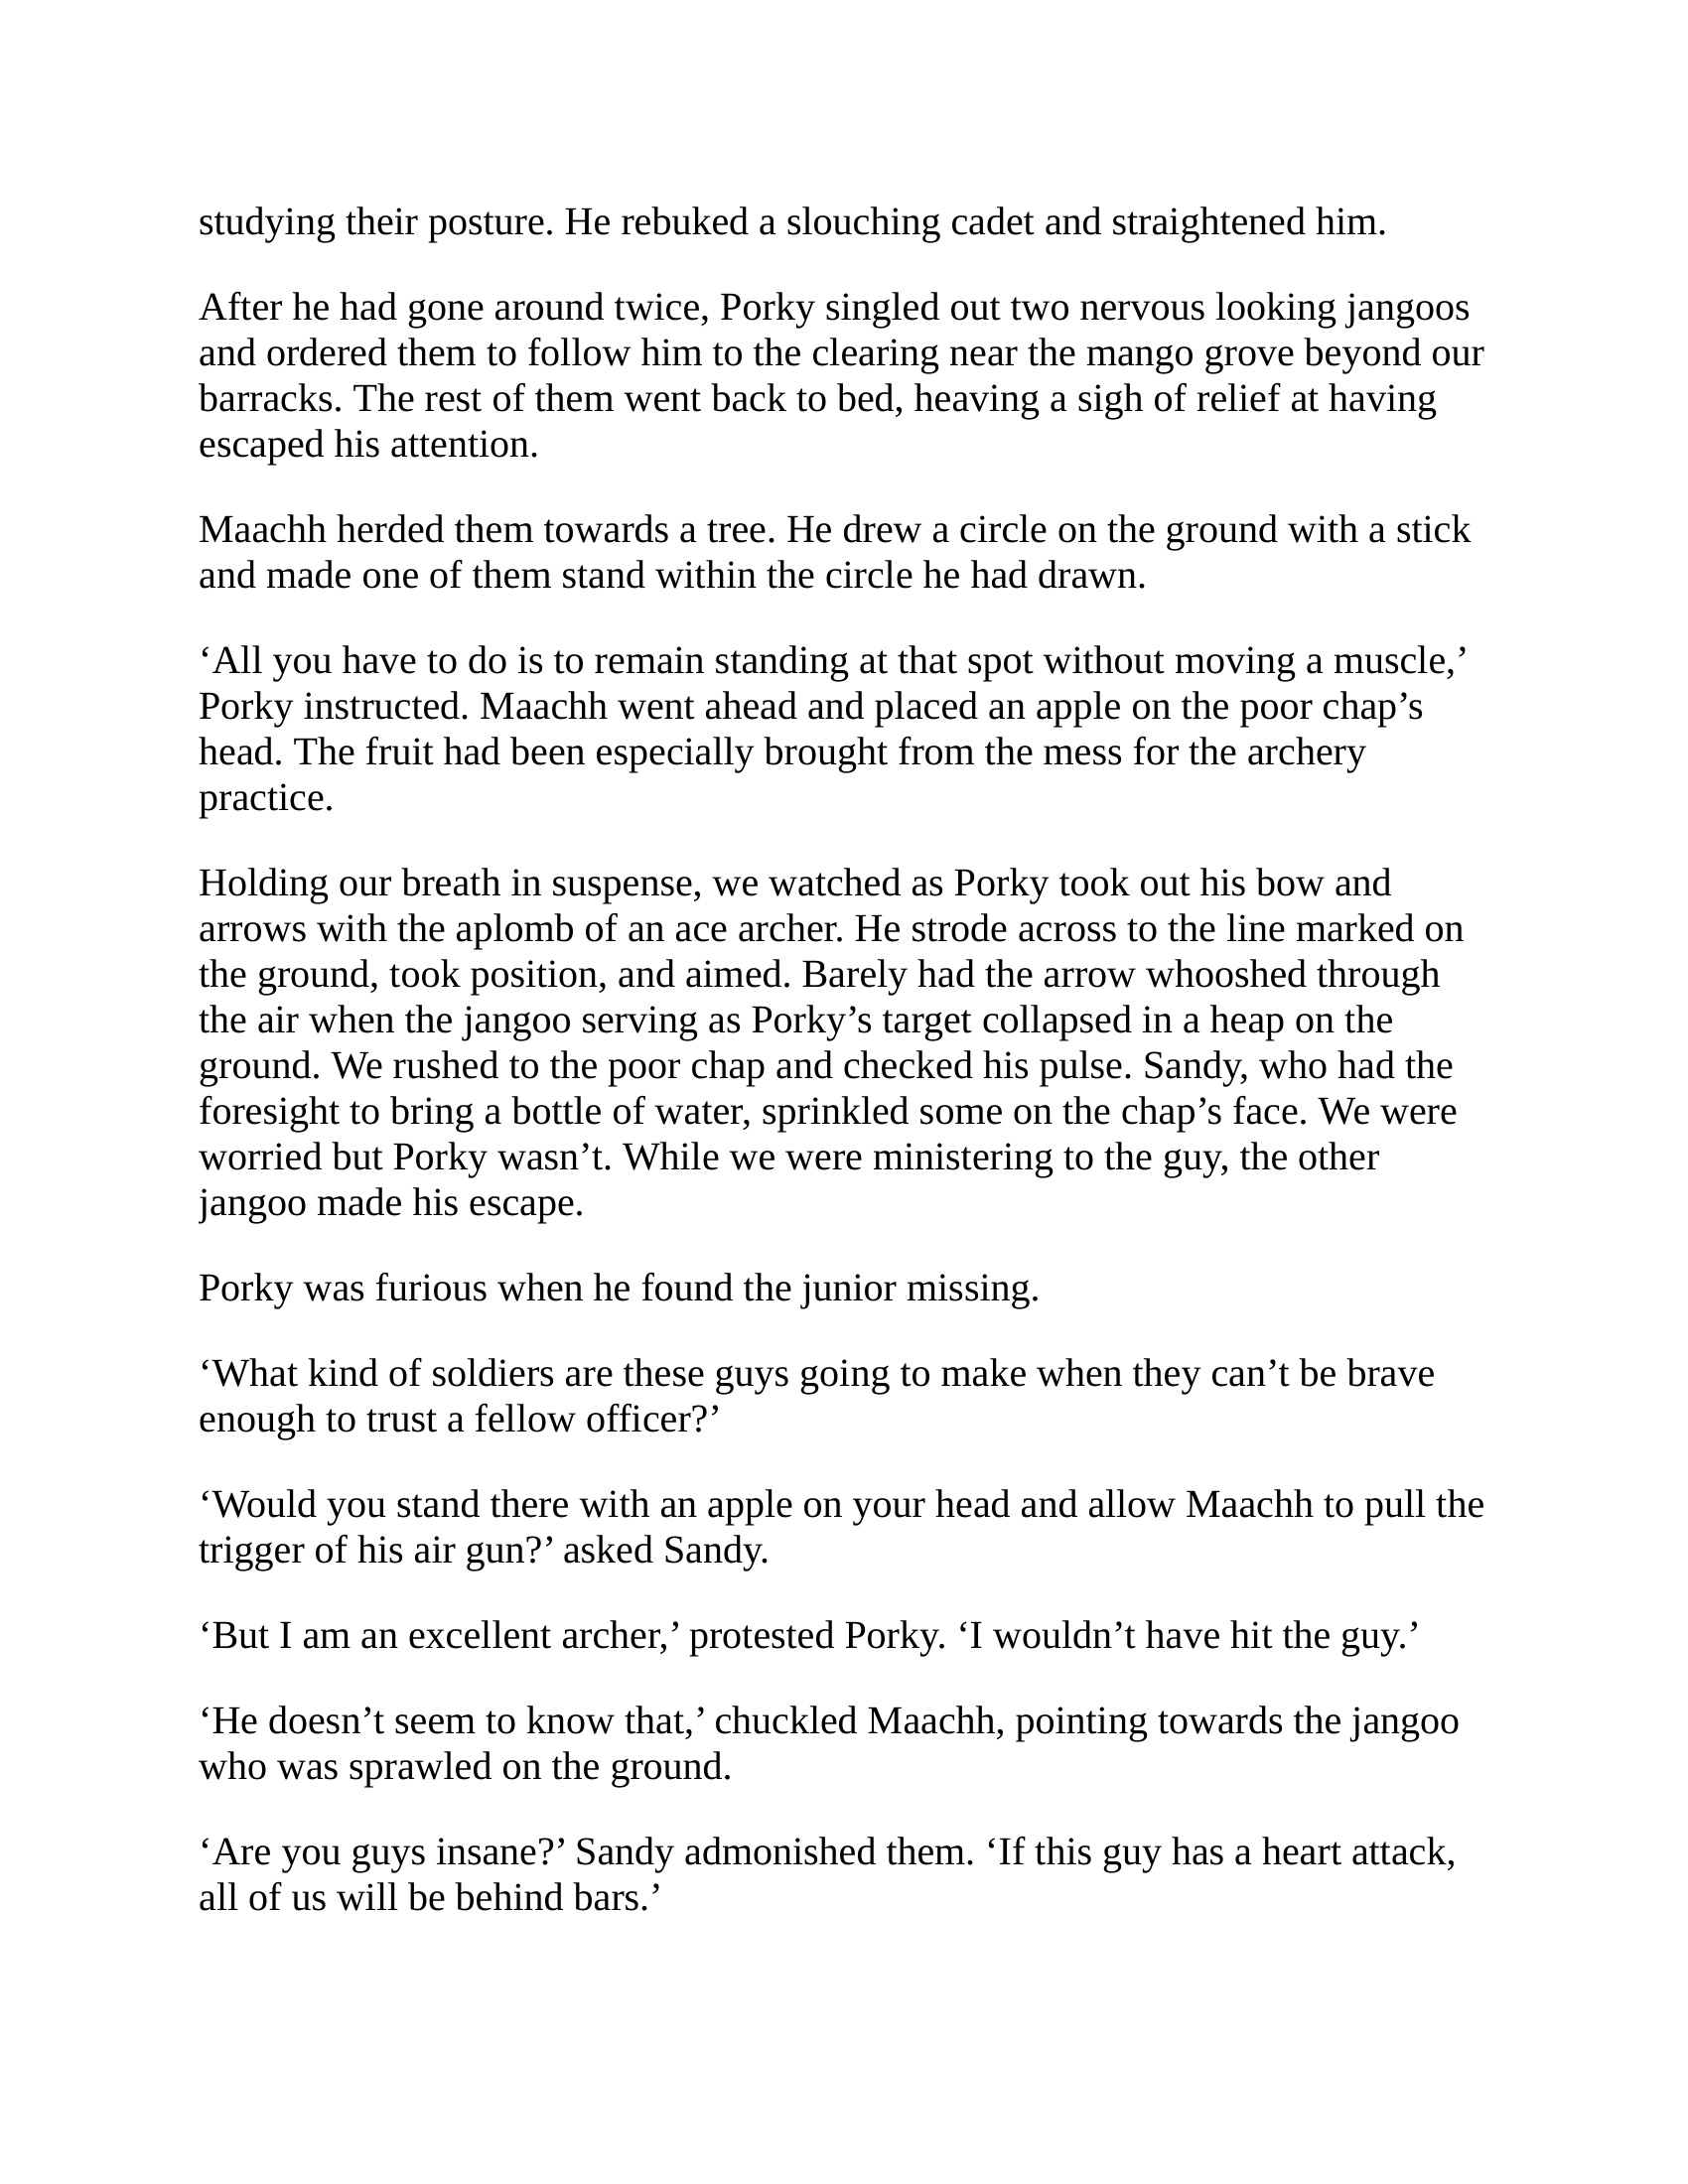 studying their posture. He rebuked a slouching cadet and straightened him.
After he had gone around twice, Porky singled out two nervous looking jangoos
and ordered them to follow him to the clearing near the mango grove beyond our
barracks. The rest of them went back to bed, heaving a sigh of relief at having
escaped his attention.
Maachh herded them towards a tree. He drew a circle on the ground with a stick
and made one of them stand within the circle he had drawn.
‘All you have to do is to remain standing at that spot without moving a muscle,’
Porky instructed. Maachh went ahead and placed an apple on the poor chap’s
head. The fruit had been especially brought from the mess for the archery
practice.
Holding our breath in suspense, we watched as Porky took out his bow and
arrows with the aplomb of an ace archer. He strode across to the line marked on
the ground, took position, and aimed. Barely had the arrow whooshed through
the air when the jangoo serving as Porky’s target collapsed in a heap on the
ground. We rushed to the poor chap and checked his pulse. Sandy, who had the
foresight to bring a bottle of water, sprinkled some on the chap’s face. We were
worried but Porky wasn’t. While we were ministering to the guy, the other
jangoo made his escape.
Porky was furious when he found the junior missing.
‘What kind of soldiers are these guys going to make when they can’t be brave
enough to trust a fellow officer?’
‘Would you stand there with an apple on your head and allow Maachh to pull the
trigger of his air gun?’ asked Sandy.
‘But I am an excellent archer,’ protested Porky. ‘I wouldn’t have hit the guy.’
‘He doesn’t seem to know that,’ chuckled Maachh, pointing towards the jangoo
who was sprawled on the ground.
‘Are you guys insane?’ Sandy admonished them. ‘If this guy has a heart attack,
all of us will be behind bars.’